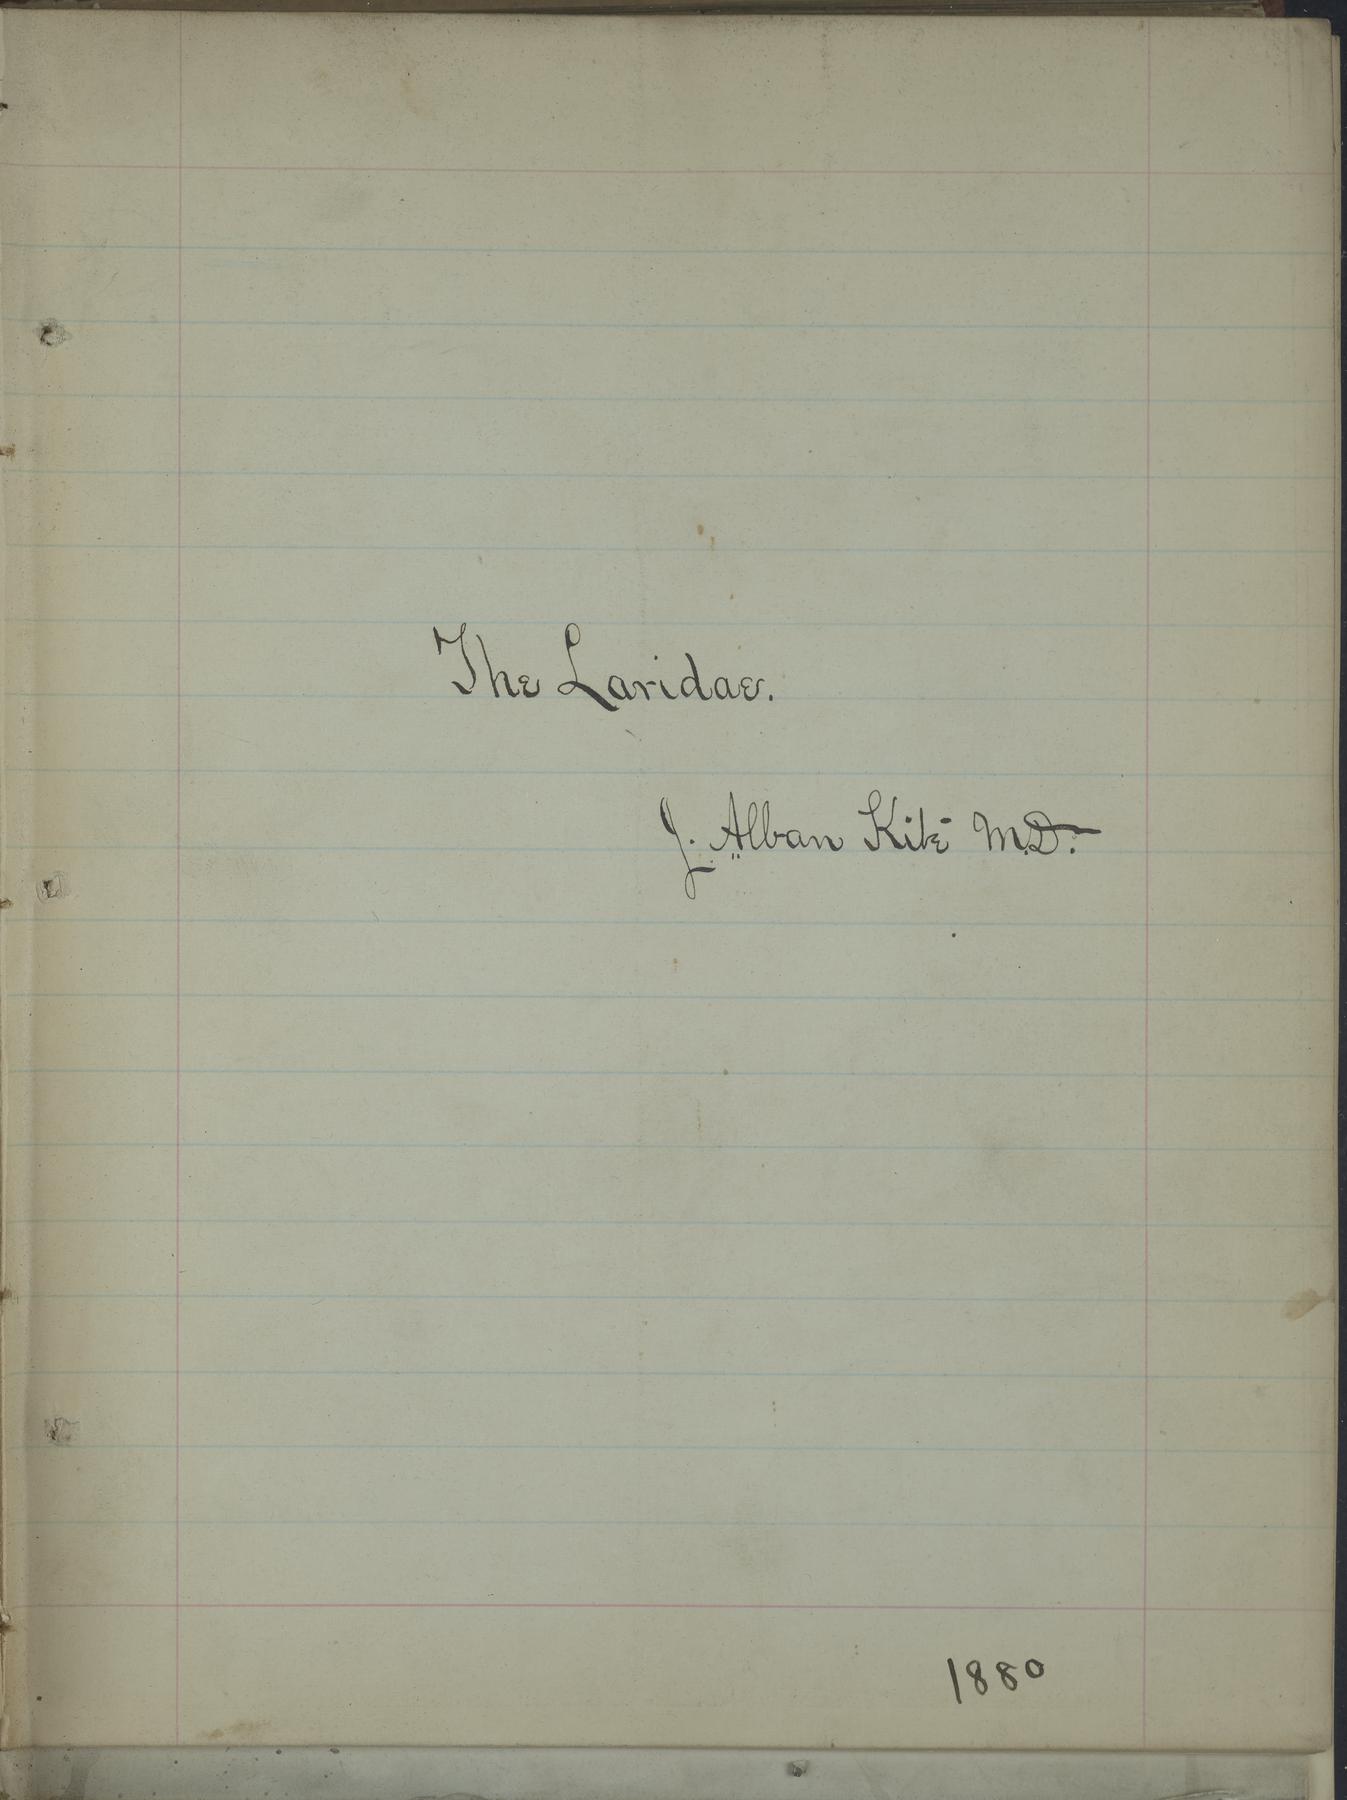 The Laridae.
J. Alban Kite M.D.
1880